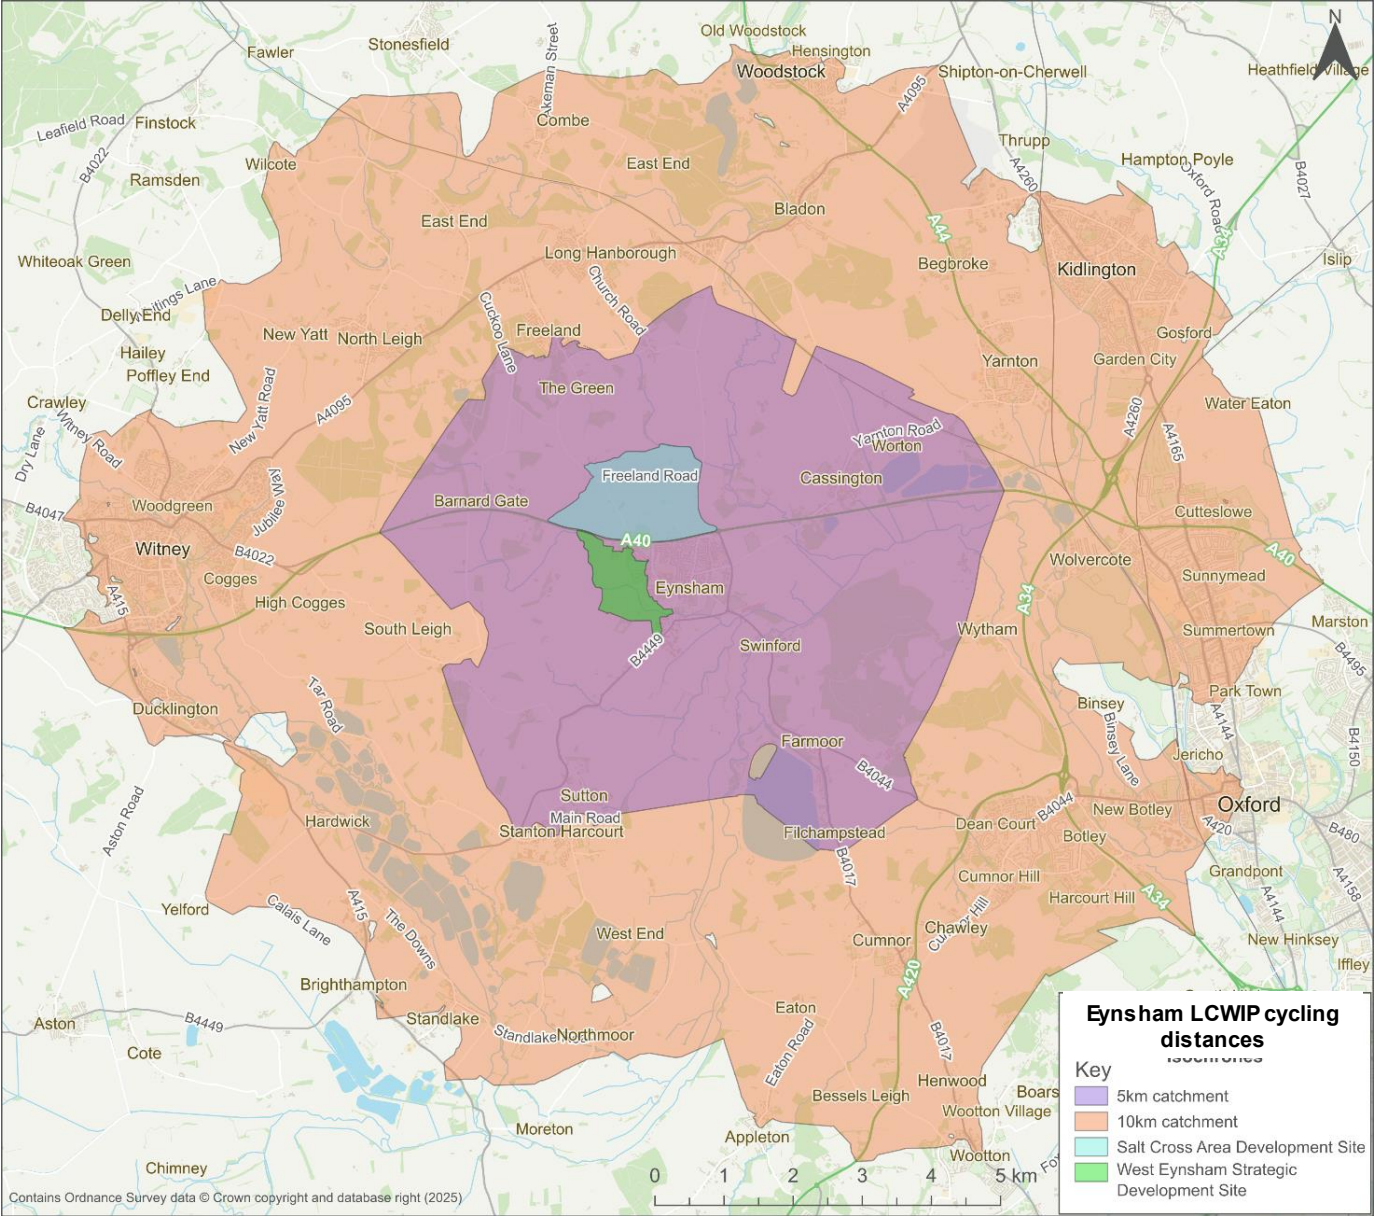 Old Woodstock
N
Fawler
Stonesfield
Akeman Street
Hensington
Woodstock
Shipton-on-Cherwell
Heathfield Village
A4095
Leafield Road
Finstock
Combe
Thrupp
B4022
Wilcote
East End
Hampton Poyle
A4260
Oxford Road
B4027
Ramsden
East End
Bladon
A44
A34
Whiteoak Green
Long Hanborough
Begbroke
Kidlington
Islip
Church Road
Delly End
Cuckoo Lane
New Yatt
North Leigh
Freeland
Gosford
Hailey
Yarnton
Garden City
Poffley End
The Green
Crawley
A4095
New Yatt Road
A4260
Water Eaton
Witney Road
Yarnton Road
Worton
A4165
Dry Lane
Freeland Road
Cassington
Jubilee Way
Woodgreen
Barnard Gate
Cutteslowe
B4047
A40
Witney
B4022
A40
Wolvercote
Cogges
Eynsham
Sunnymead
A415
High Cogges
A34
South Leigh
Wytham
Summertown
Marston
B4449
Swinford
B4495
Tar Road
Park Town
Ducklington
Binsey
A4144
Binsey Lane
Farmoor
Jericho
B4150
B4044
Sutton
Main Road
B4044
New Botley
Oxford
Aston Road
Hardwick
Stanton Harcourt
Filchampstead
Dean Court
Botley
A420
B480
B4017
Cumnor Hill
Grandpont
A4158
Harcourt Hill
A34
A4144
Yelford
Calais Lane
A415
The Downs
West End
Chawley
Cumnor
New Hinksey
Iffley
A420
Brighthampton
Eaton
Aston
B4449
Standlake
Northmoor
Eaton Road
B4017
Cote
Eynsham LCWIP cycling
distances
Key
5km catchment
10km catchment
Salt Cross Area Development Site
West Eynsham Strategic
Development Site
Henwood
Boars
Bessels Leigh
Wootton Village
Moreton
Appleton
Wootton
Chimney
0 1 2 3 4 5 km
Contains Ordnance Survey data © Crown copyright and database right (2025)